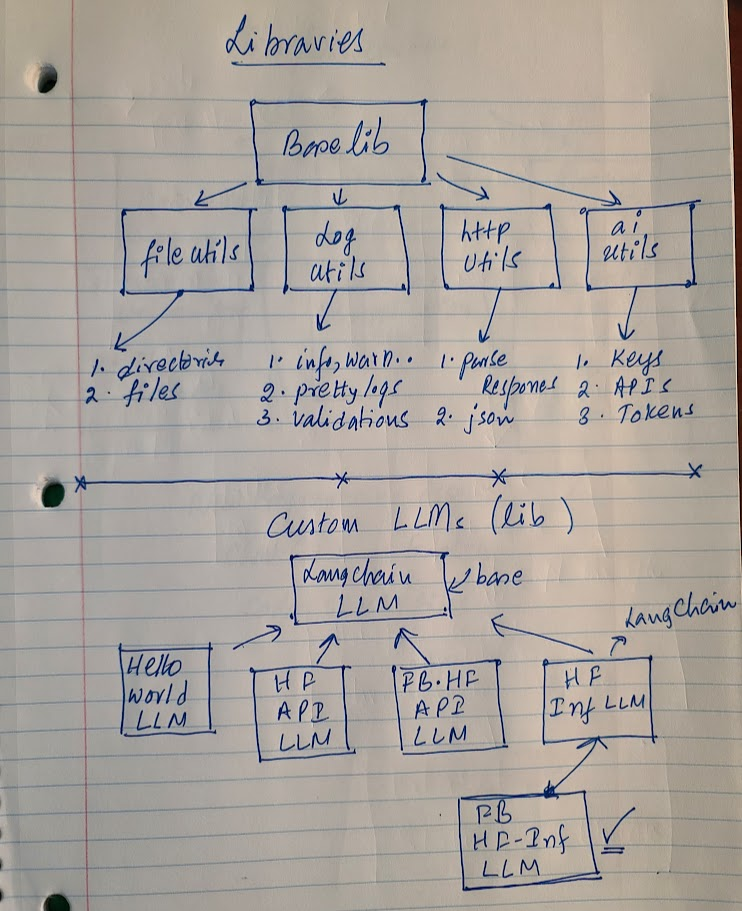 Libraries
Base lib
file utils
Log
utils
http
utils
ai
utils
1. directories
2. files
1. info, warn..
2. pretty logs
3. validations
1. parse
Respones
2. json
1. Keys
2. APIs
3. Tokens
Custom LLMs (lib)
Langchain
LLM
base
LangChain
Hello
World
LLM
HF
API
LLM
FB.HF
API
LLM
HF
Inf LLM
FB
HF-Inf
LLM